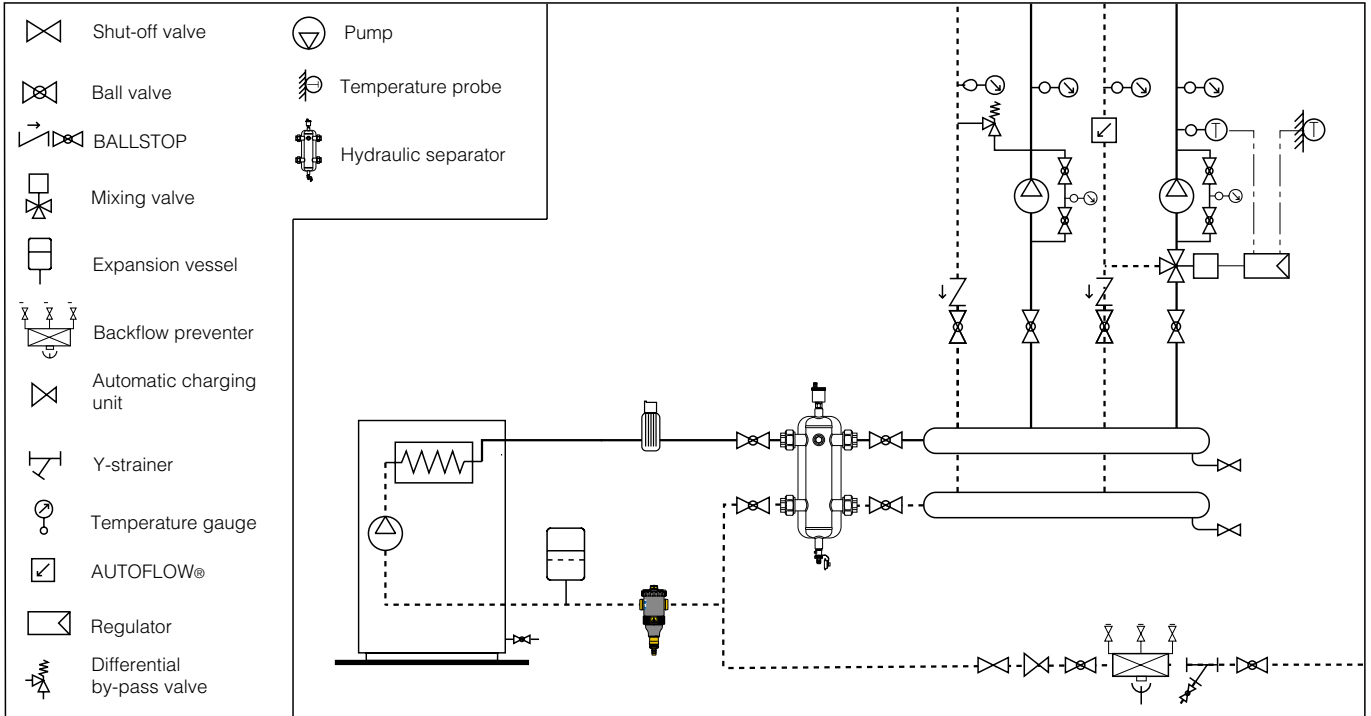 Shut-off valve
Ball valve
BALLSTOP
Mixing valve
Expansion vessel
Backflow preventer
Automatic charging
unit
Y-strainer
Temperature gauge
AUTOFLOW®
Regulator
Differential
by-pass valve
Pump
Temperature probe
Hydraulic separator
T
T